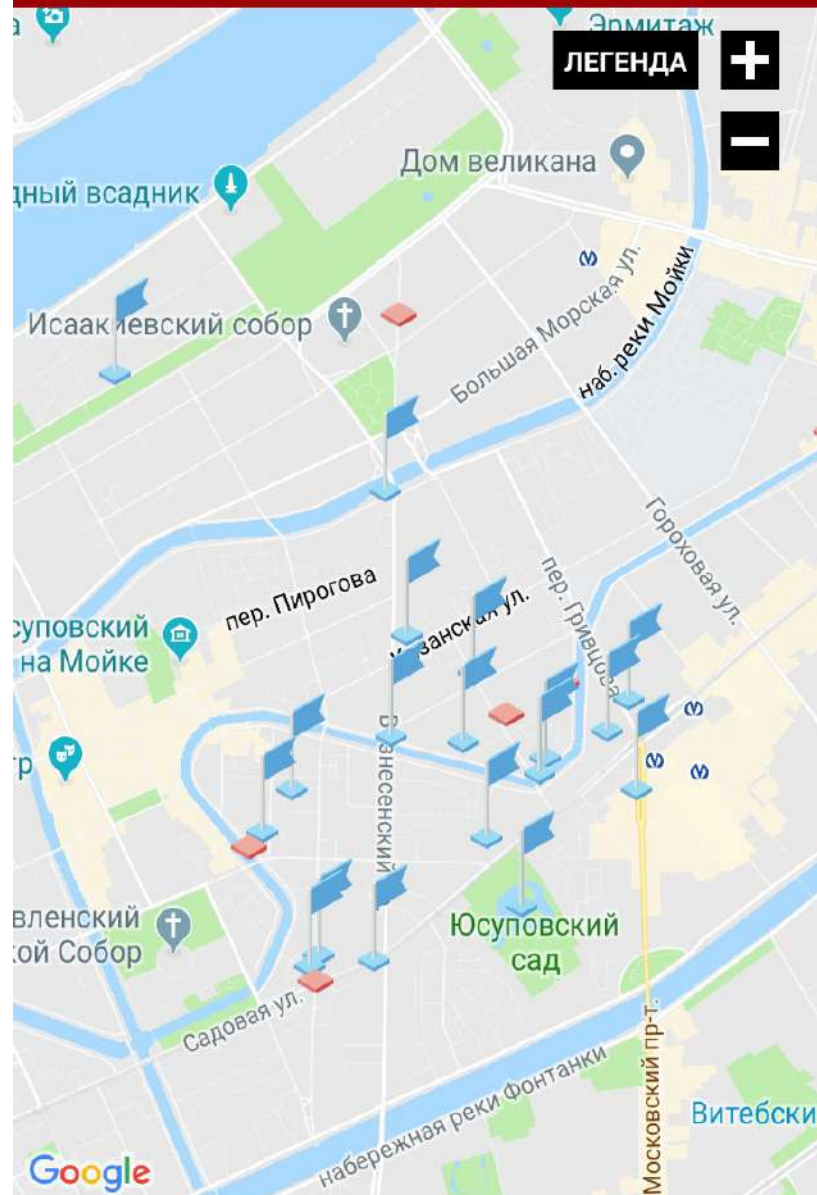 а
Эрмитаж
ЛЕГЕНДА
Дом великана
дный всадник
Исаакиевский собор
Большая Морская ул.
наб. реки Мойки
Гороховая ул.
пер. Пирогова
пер. Гривцова
Казанская ул.
суповский
на Мойке
тр
Вознесенский
вленский
кой Собор
Юсуповский
сад
Садовая ул.
набережная реки Фонтанки
Московский пр-т.
Витебски
Google